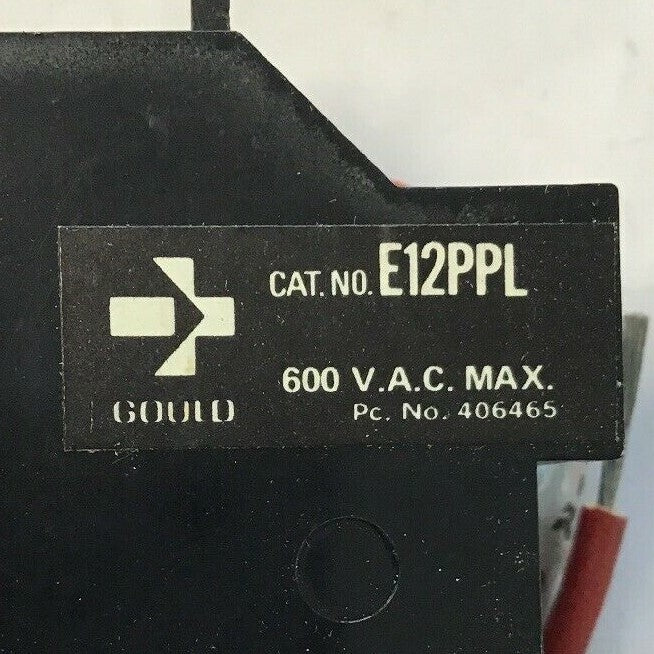 CAT. NO. E12PPL
600 V.A.C. MAX.
GOULD
Pc. No. 406465